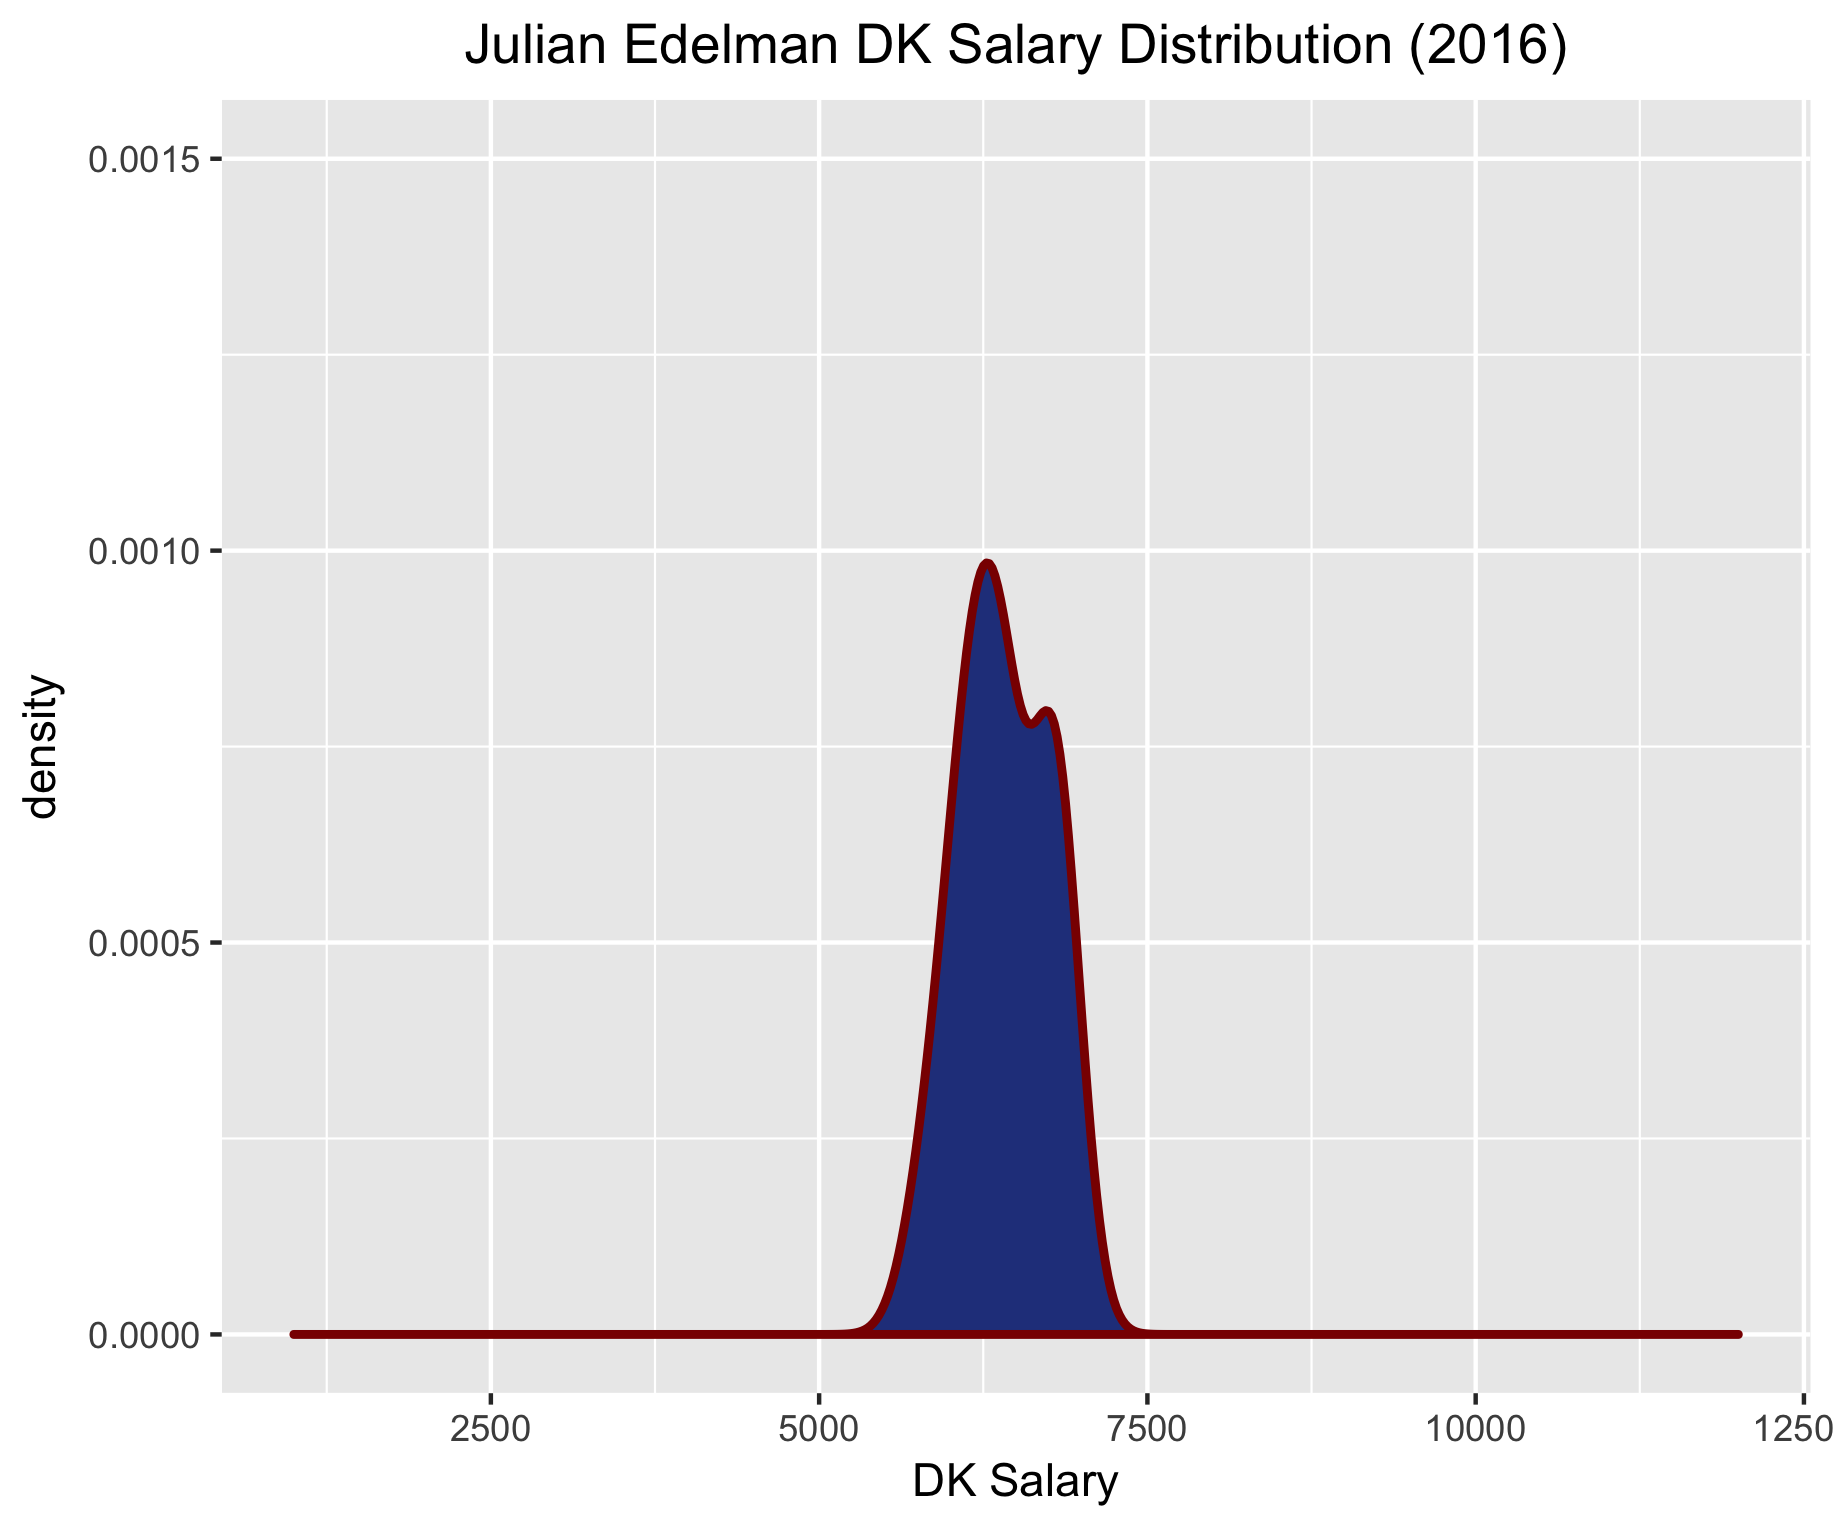 Julian Edelman DK Salary Distribution (2016)
0.0015
0.0010
0.0005
0.0000
density
2500 5000 7500 10000 1250
DK Salary